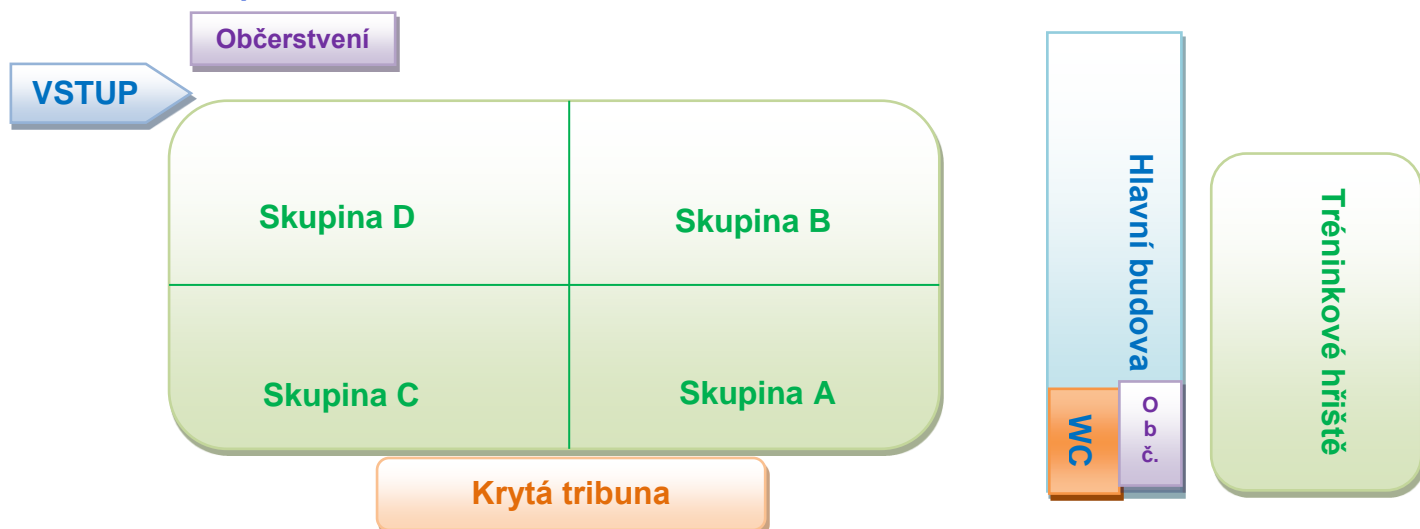 Občerstvení
VSTUP
Skupina D
Skupina B
Skupina C
Skupina A
Krytá tribuna
Hlavní budova
WC
O
b
č.
Tréninkové hřiště